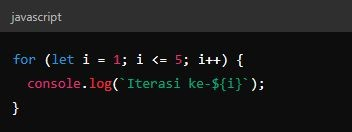 javascript
for (let i = 1; i <= 5; i++) {
  console.log(`Iterasi ke-${i}`);
}